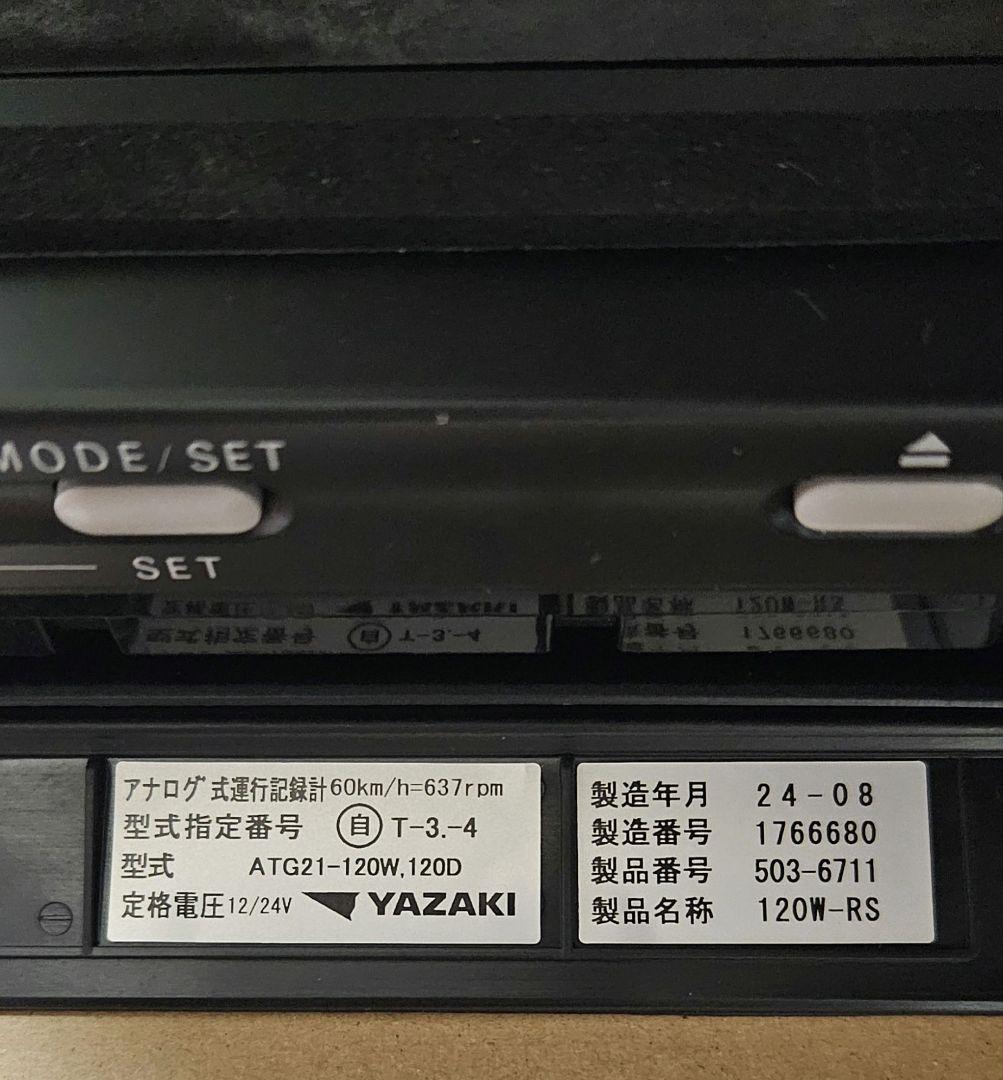 MODE/SET
⏏
SET
アナログ式運行記録計60km/h=637rpm
型式指定番号 ㉂ T-3.-4
型式 ATG21-120W,120D
定格電圧12/24V YAZAKI
製造年月 24-08
製造番号 1766680
製品番号 503-6711
製品名称 120W-RS